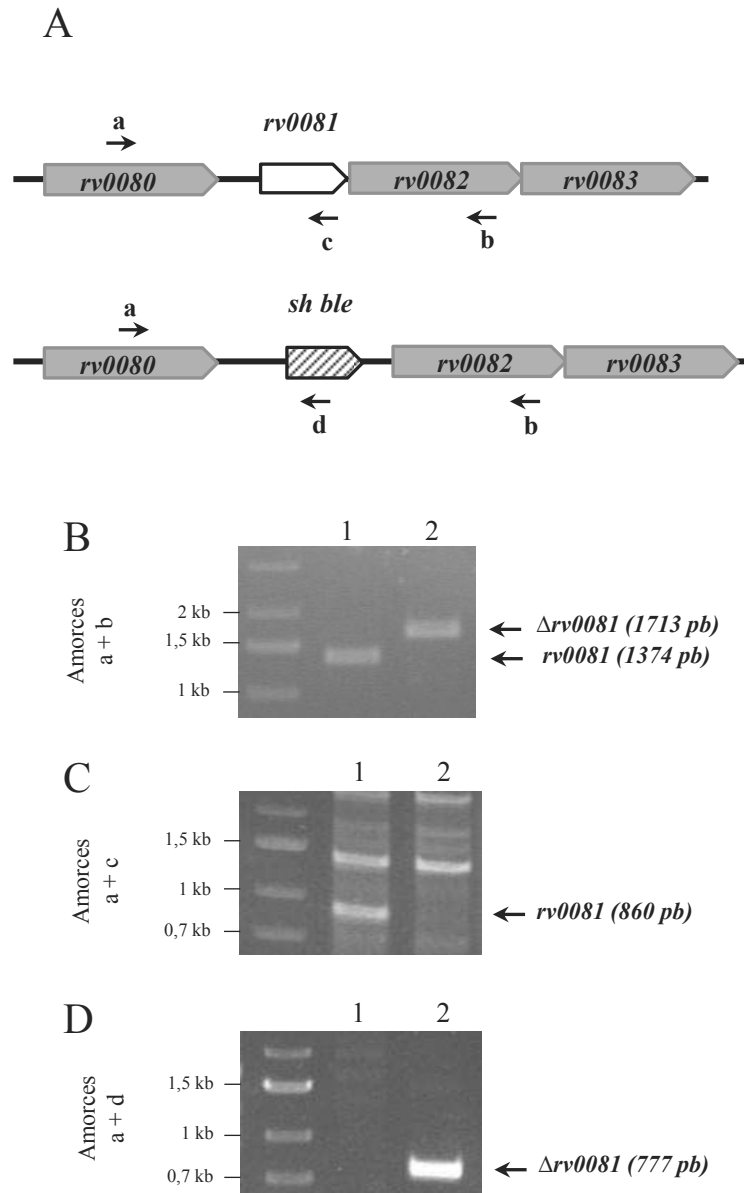 A
a
rv0081
rv0080
rv0082
rv0083
c
b
a
sh ble
rv0080
rv0082
rv0083
d
b
B
1 2
Amorces
a + b
2 kb
1,5 kb
1 kb
Δrv0081 (1713 pb)
rv0081 (1374 pb)
C
1 2
Amorces
a + c
1,5 kb
1 kb
0,7 kb
rv0081 (860 pb)
D
1 2
Amorces
a + d
1,5 kb
1 kb
0,7 kb
Δrv0081 (777 pb)